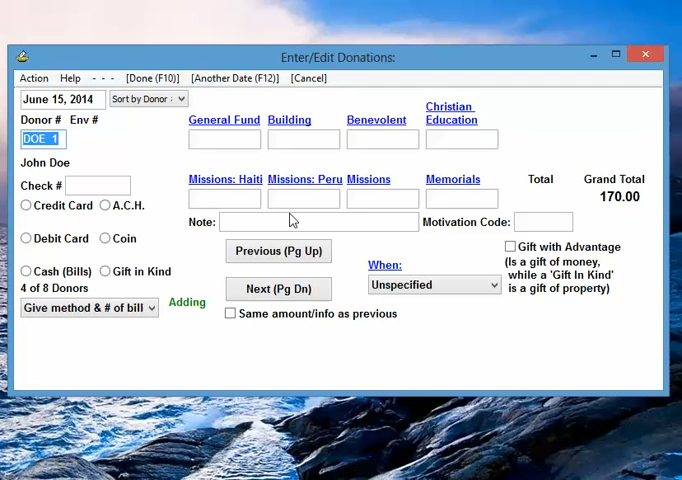 Enter/Edit Donations:
Action Help - - - [Done (F10)] [Another Date (F12)] [Cancel]
June 15, 2014 Sort by Donor
Donor # Env # General Fund Building Benevolent Christian Education
DOE 1
John Doe
Missions: Haiti Missions: Peru Missions Memorials Total Grand Total
Check # 170.00
Credit Card A.C.H.
Note: Motivation Code:
Debit Card Coin
Previous (Pg Up)
Gift with Advantage
(Is a gift of money,
while a 'Gift In Kind'
is a gift of property)
When:
Cash (Bills) Gift in Kind
4 of 8 Donors
Next (Pg Dn) Unspecified
Give method & # of bill Adding
Same amount/info as previous